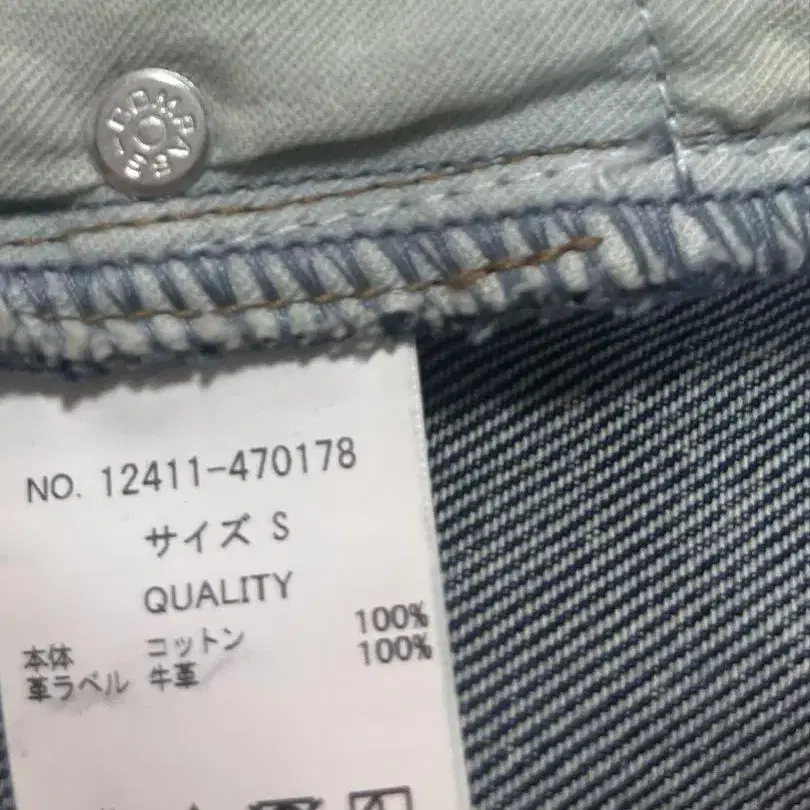 COMPASS
NO. 12411-470178
サイズ S
QUALITY
本体 コットン 100%
革ラベル 牛革 100%